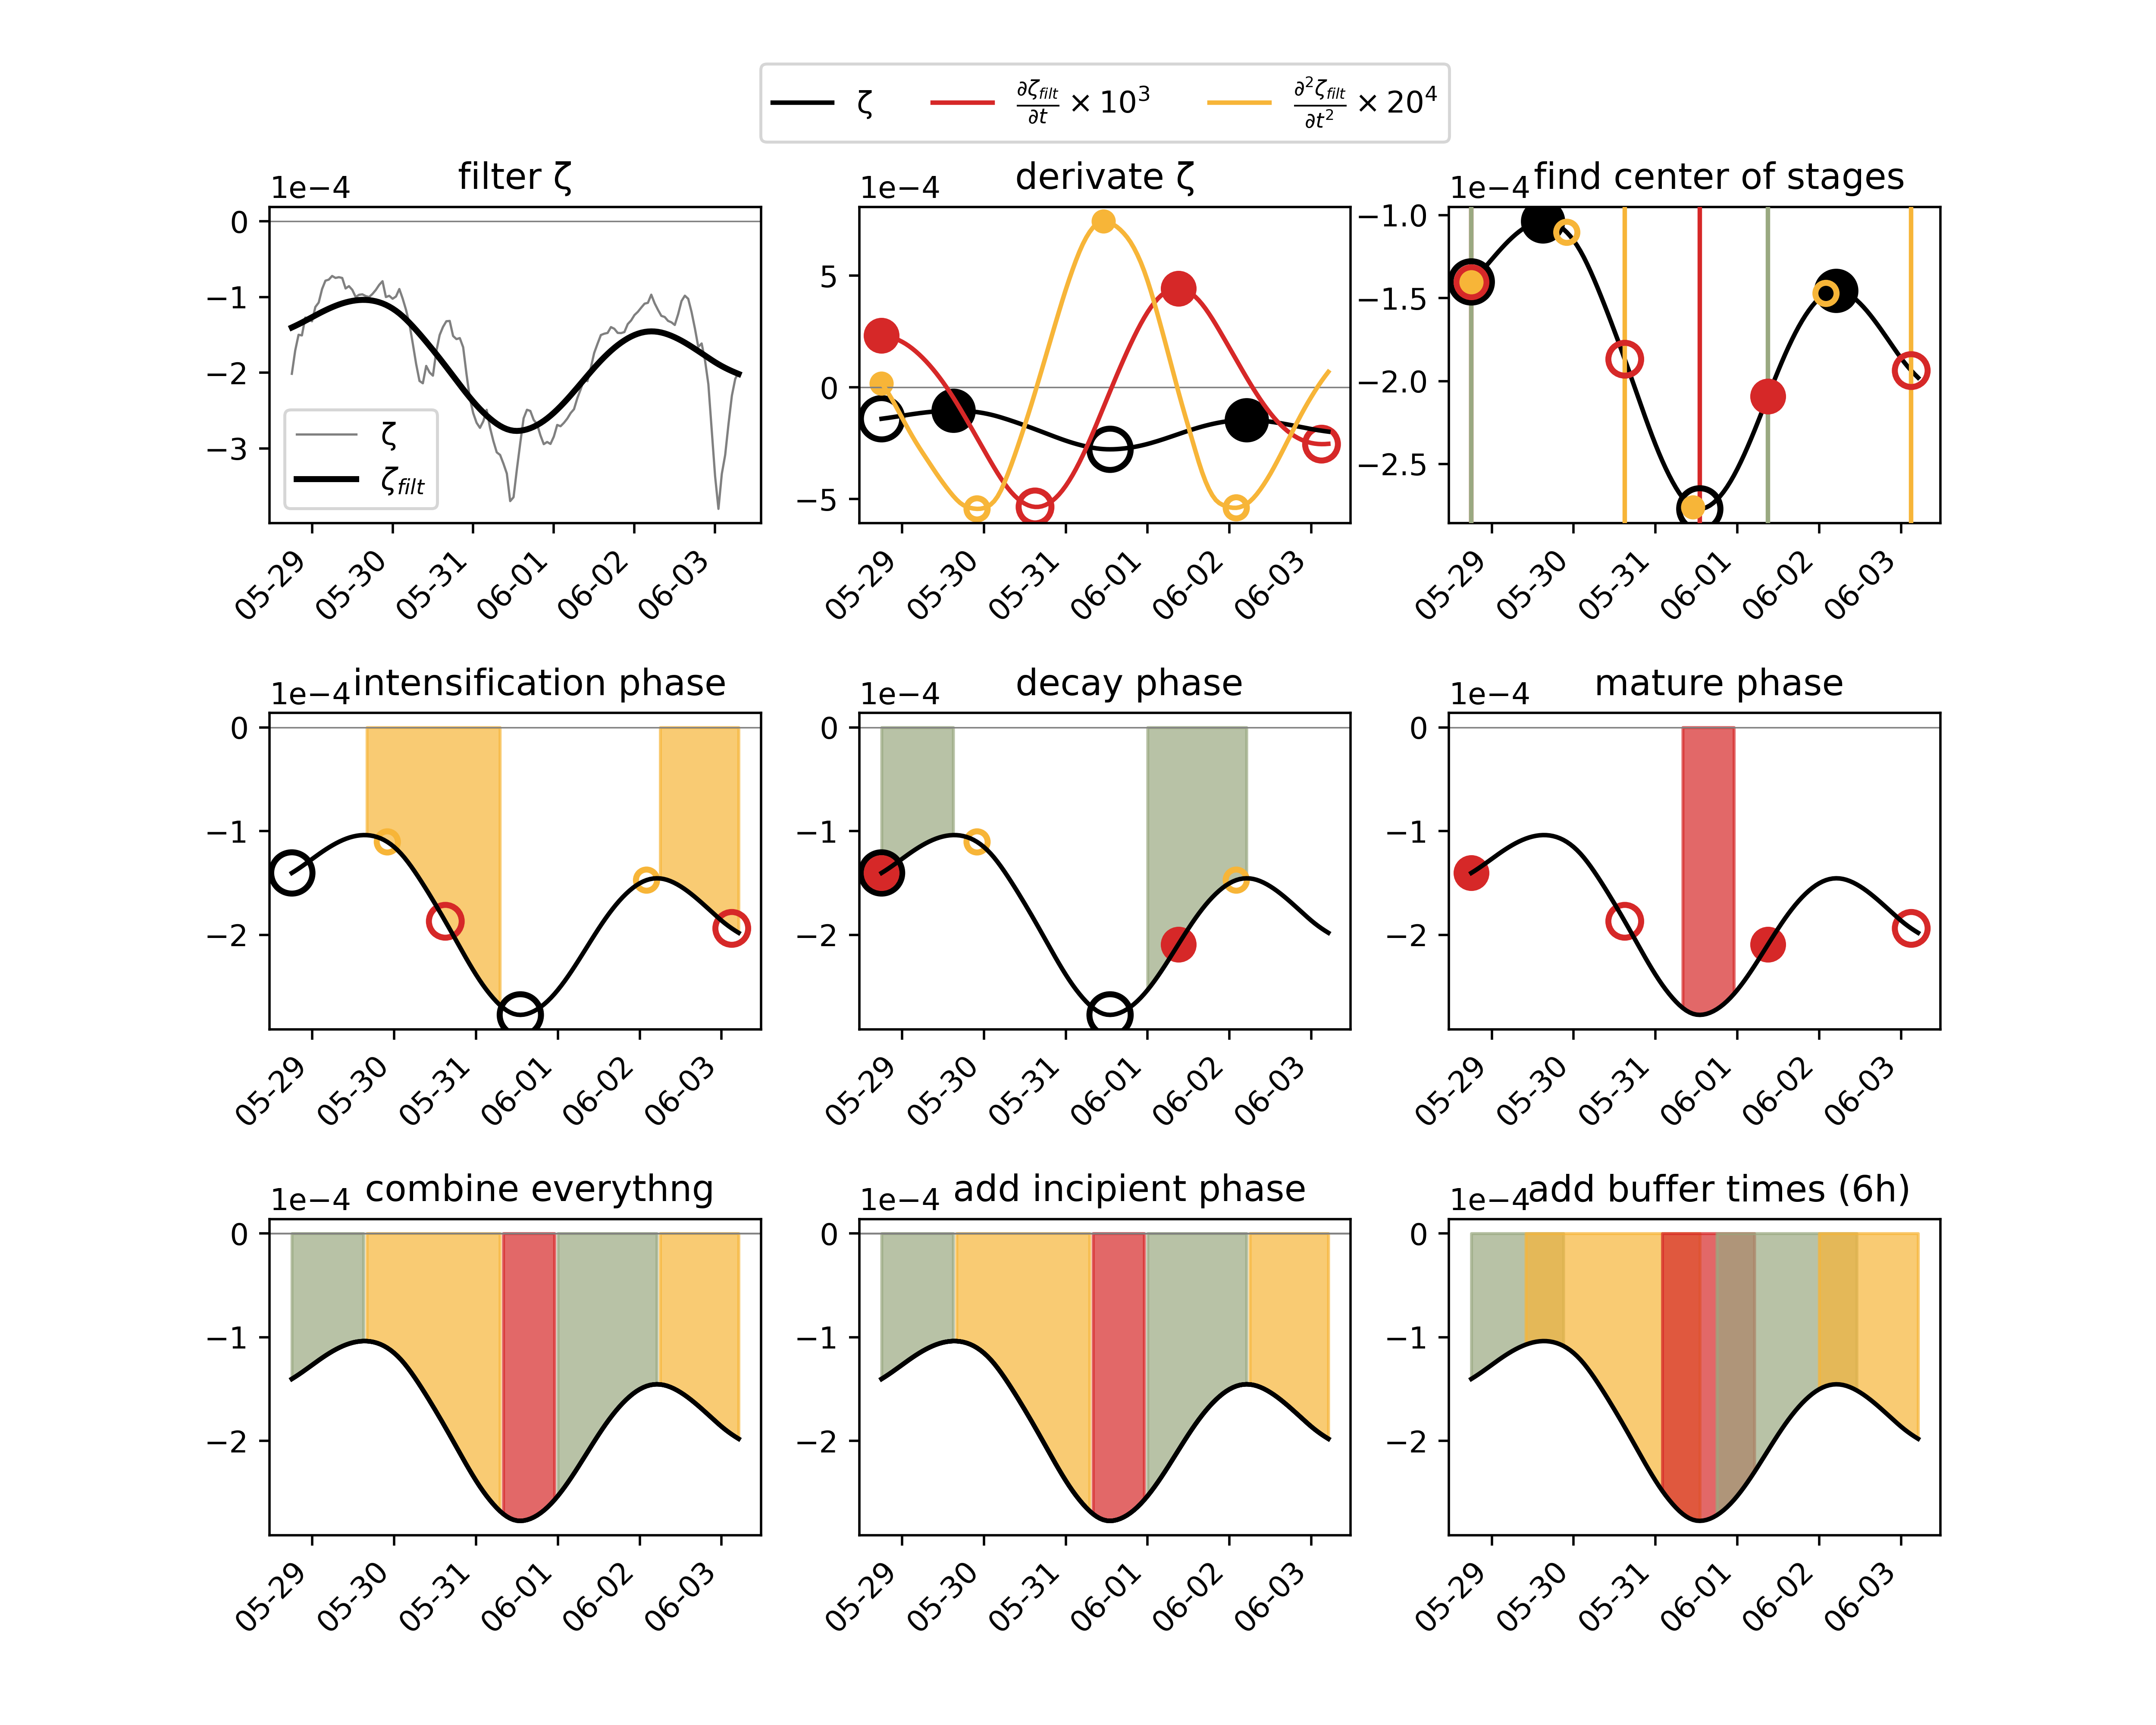 ζ ∂ζ_filt/∂t × 10³ ∂²ζ_filt/∂t² × 20⁴
filter ζ
1e−4
0
−1
−2
−3
ζ
ζ_filt
05-29 05-30 05-31 06-01 06-02 06-03
derivate ζ
1e−4
5
0
−5
05-29 05-30 05-31 06-01 06-02 06-03
find center of stages
1e−4
−1.0
−1.5
−2.0
−2.5
05-29 05-30 05-31 06-01 06-02 06-03
intensification phase
1e−4
0
−1
−2
05-29 05-30 05-31 06-01 06-02 06-03
decay phase
1e−4
0
−1
−2
05-29 05-30 05-31 06-01 06-02 06-03
mature phase
1e−4
0
−1
−2
05-29 05-30 05-31 06-01 06-02 06-03
combine everythng
1e−4
0
−1
−2
05-29 05-30 05-31 06-01 06-02 06-03
add incipient phase
1e−4
0
−1
−2
05-29 05-30 05-31 06-01 06-02 06-03
add buffer times (6h)
1e−4
0
−1
−2
05-29 05-30 05-31 06-01 06-02 06-03